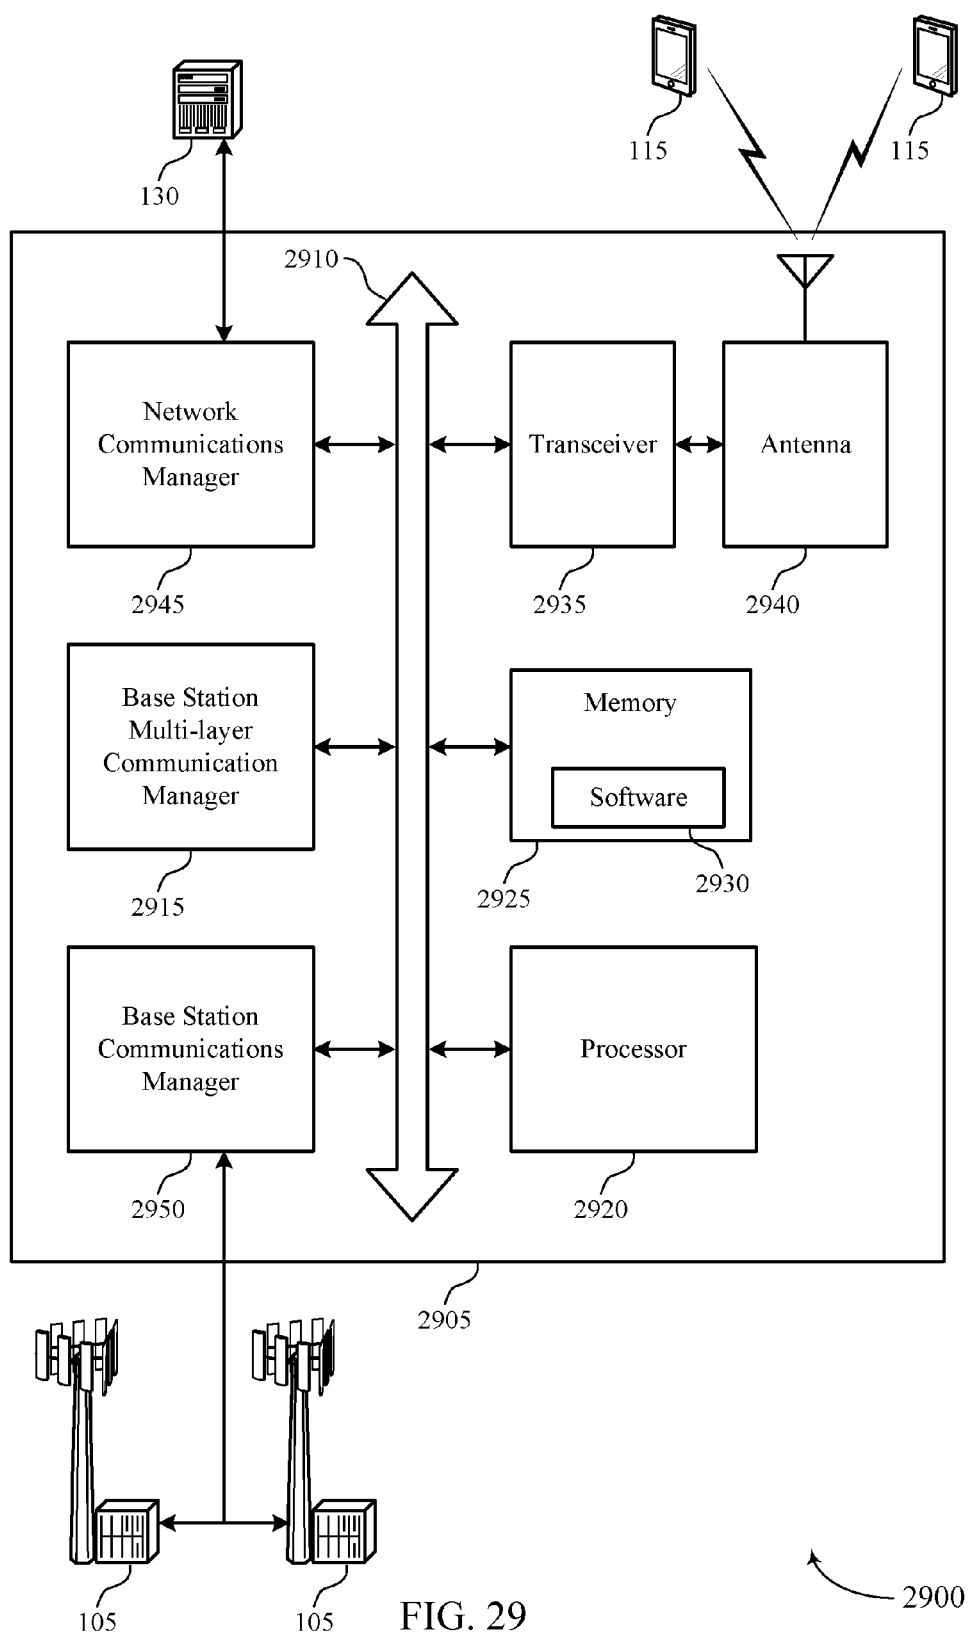 115
115
130
2910
Network
Communications
Manager
Transceiver
Antenna
2945
2935
2940
Base Station
Multi-layer
Communication
Manager
Memory
Software
2915
2925
2930
Base Station
Communications
Manager
Processor
2950
2920
2905
105
105
FIG. 29
2900